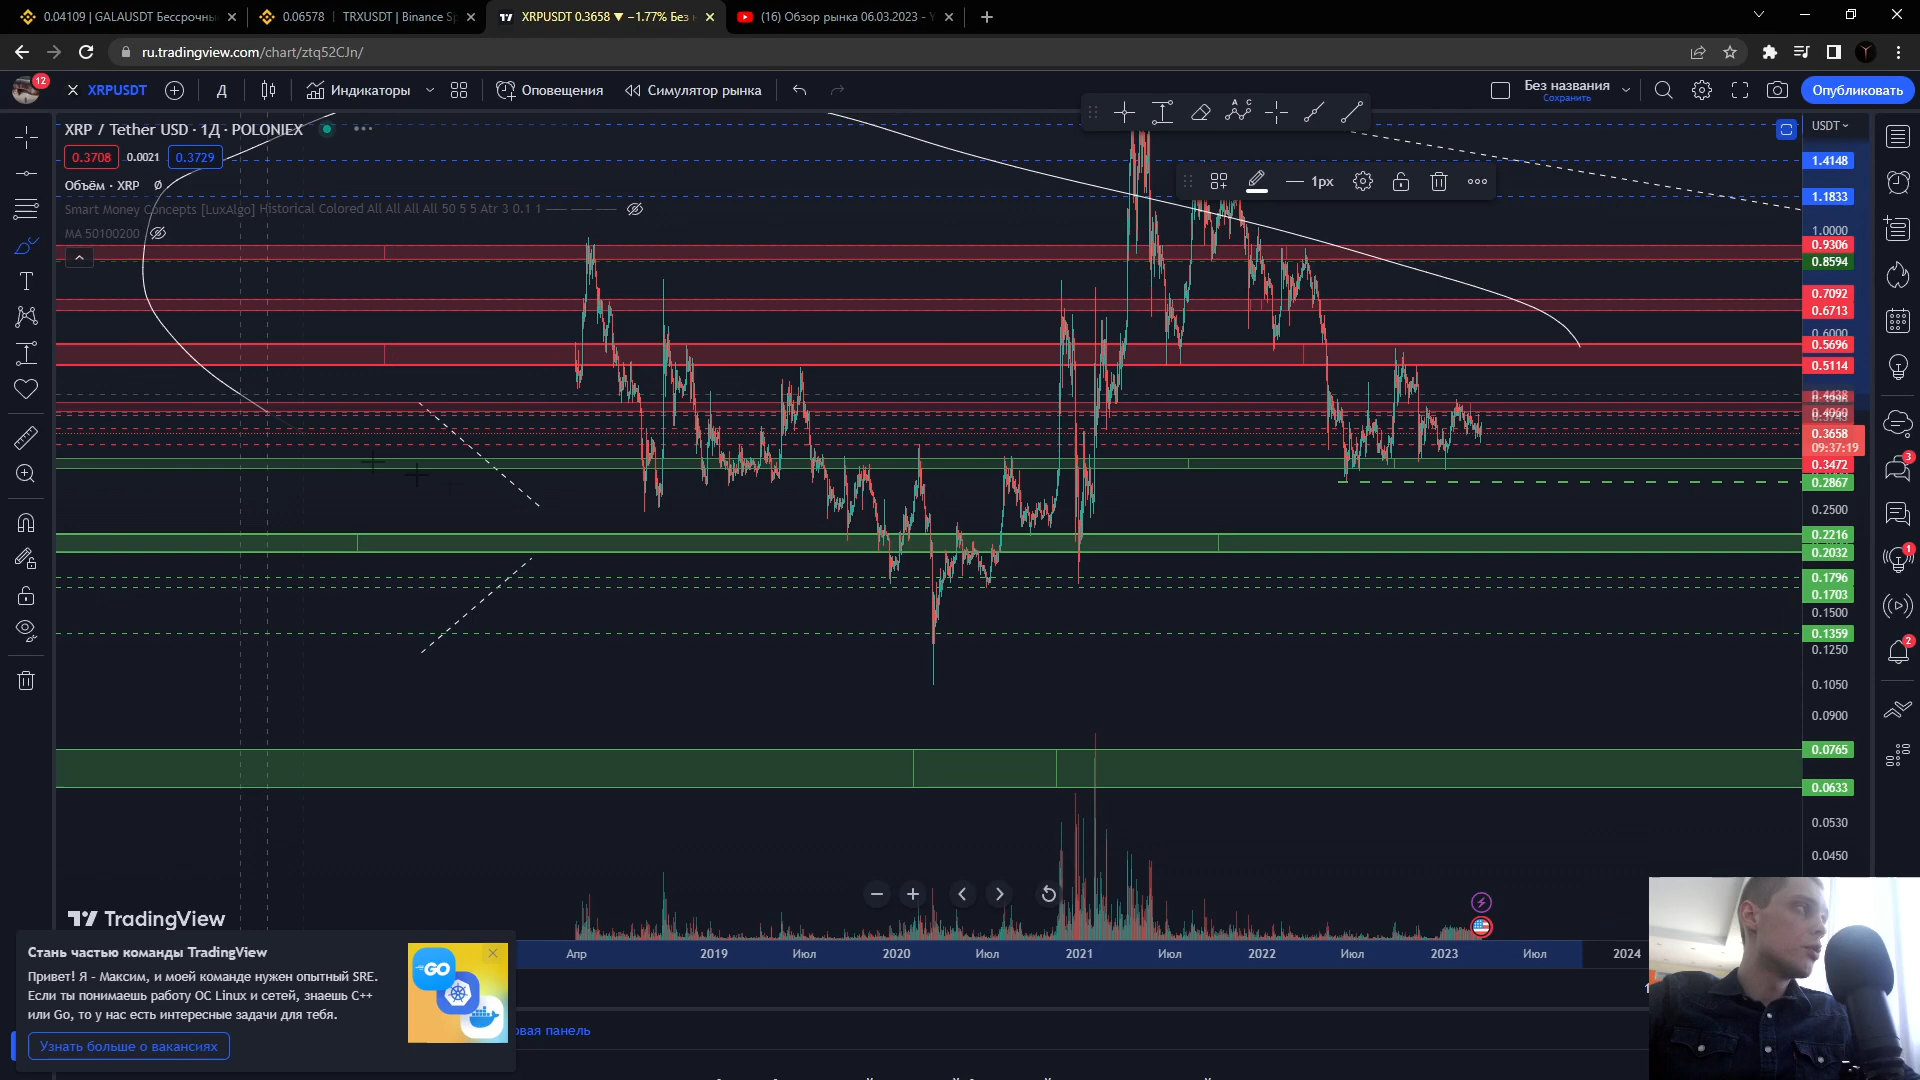 0.04109 | GALAUSDT Бессрочны
0.06578 | TRXUSDT | Binance Sp
XRPUSDT 0.3658 ▼ −1.77% Без н
(16) Обзор рынка 06.03.2023 - Y
ru.tradingview.com/chart/ztq52CJn/
12
XRPUSDT
Д
Индикаторы
Оповещения
Симулятор рынка
Без названия
Сохранить
Опубликовать
XRP / Tether USD · 1Д · POLONIEX
USDT
0.3708
0.0021
0.3729
Объём · XRP
Smart Money Concepts [LuxAlgo] Historical Colored All All All All 50 5 5 Atr 3 0.1 1
MA 50100200
1px
1.4148
1.1833
1.0000
0.9306
0.8594
0.7092
0.6713
0.6000
0.5696
0.5114
0.3658
09:37:19
0.3472
0.2867
0.2500
0.2216
0.2032
0.1796
0.1703
0.1500
0.1359
0.1250
0.1050
0.0900
0.0765
0.0633
0.0530
0.0450
3
1
2
TradingView
Апр
2019
Июл
2020
Июл
2021
Июл
2022
Июл
2023
Июл
2024
Стань частью команды TradingView
Привет! Я - Максим, и моей команде нужен опытный SRE.
Если ты понимаешь работу ОС Linux и сетей, знаешь C++
или Go, то у нас есть интересные задачи для тебя.
GO
Узнать больше о вакансиях
овая панель